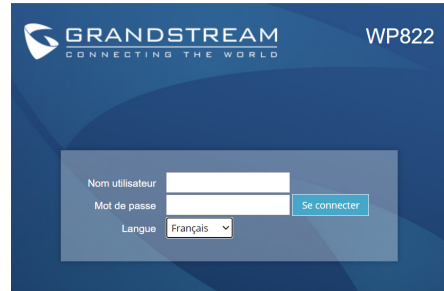 GRANDSTREAM WP822
CONNECTING THE WORLD
Nom utilisateur
Mot de passe Se connecter
Langue Français